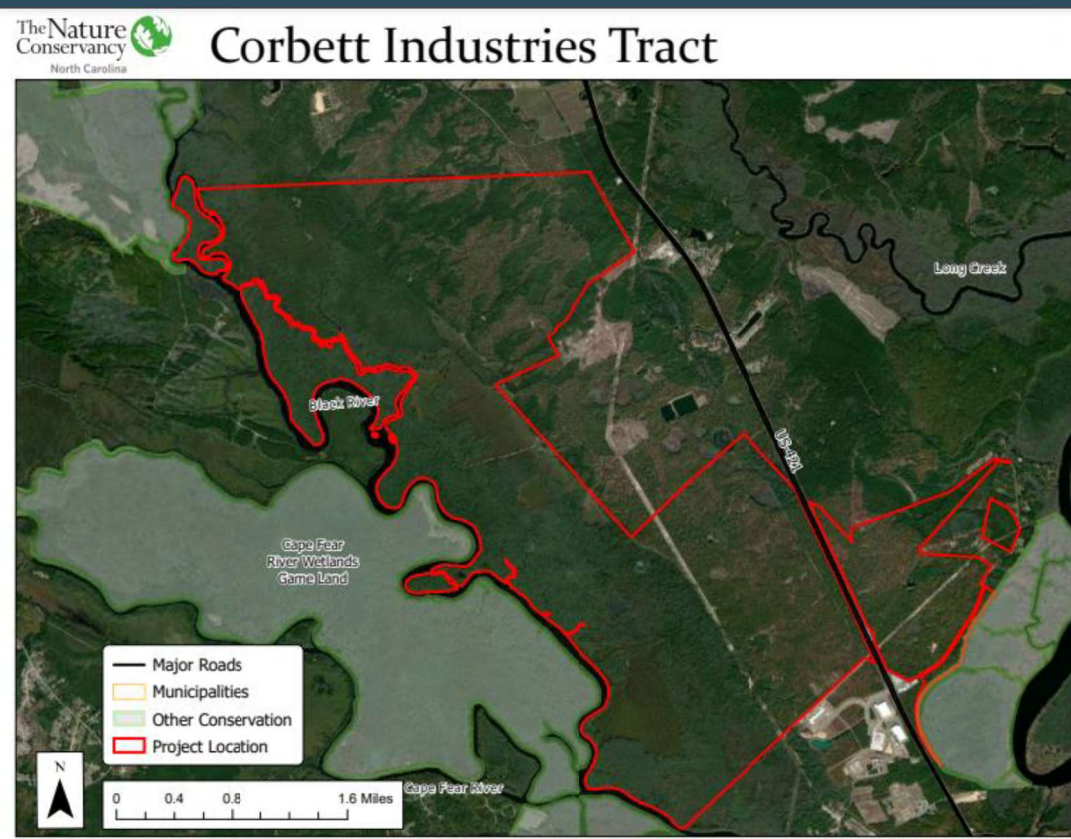 The Nature
Conservancy
North Carolina
Corbett Industries Tract
Long Creek
Black River
US-421
Cape Fear
River Wetlands
Game Land
Major Roads
Municipalities
Other Conservation
Project Location
N
0 0.4 0.8 1.6 Miles
Cape Fear River